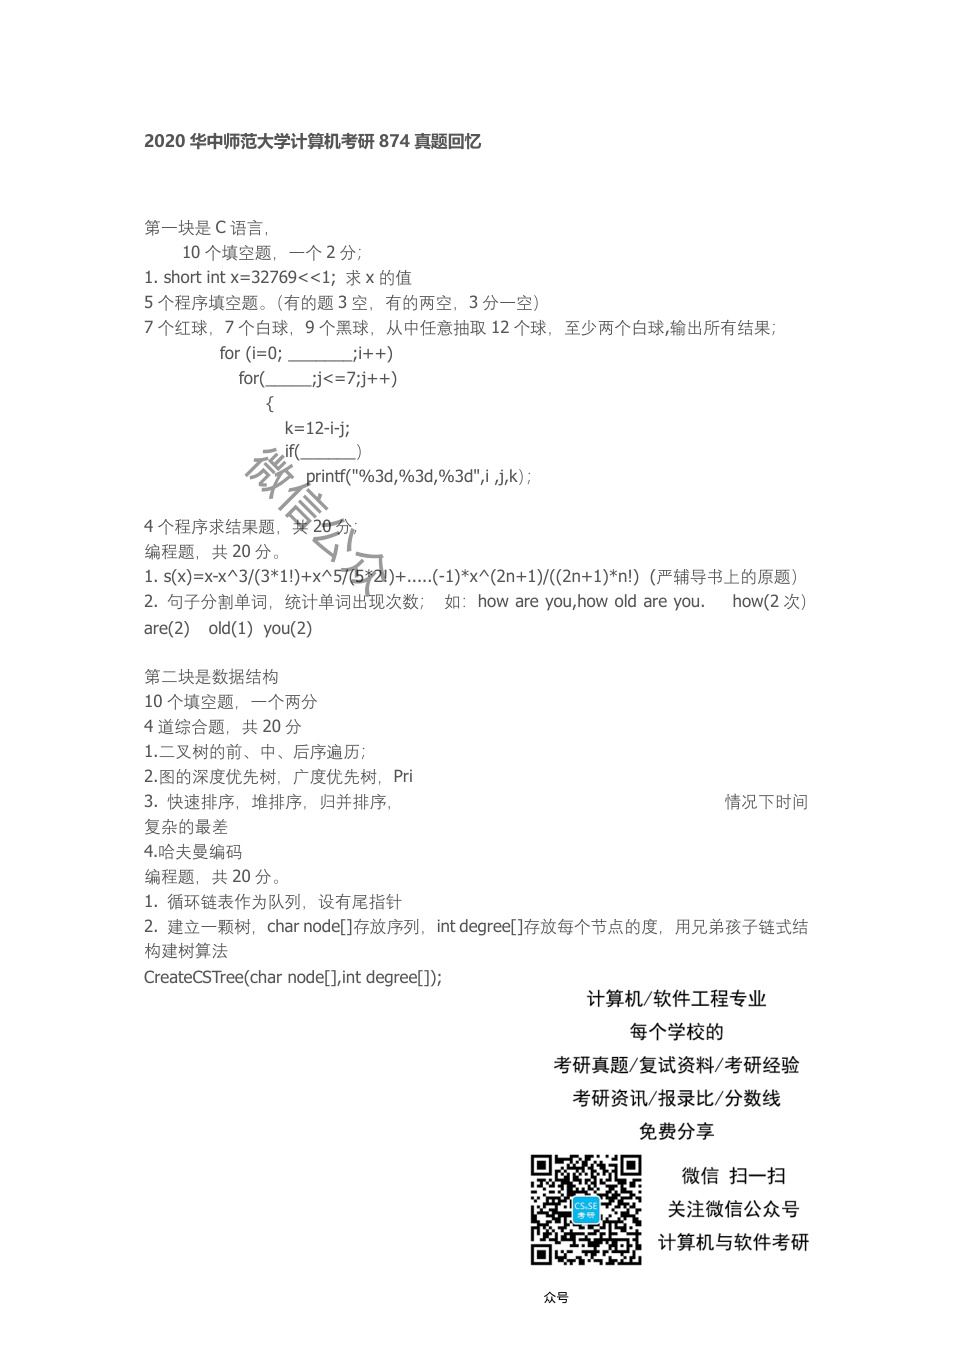 2020 华中师范大学计算机考研 874 真题回忆
第一块是 C 语言，
10 个填空题，一个 2 分；
1. short int x=32769<<1; 求 x 的值
5 个程序填空题。（有的题 3 空，有的两空，3 分一空）
7 个红球，7 个白球，9 个黑球，从中任意抽取 12 个球，至少两个白球,输出所有结果；
for (i=0; _______;i++)
for(_____;j<=7;j++)
{
k=12-i-j;
if(______）
printf("%3d,%3d,%3d",i ,j,k）；
4 个程序求结果题，共 20 分；
编程题，共 20 分。
1. s(x)=x-x^3/(3*1!)+x^5/(5*2!)+.....(-1)*x^(2n+1)/((2n+1)*n!)（严辅导书上的原题）
2. 句子分割单词，统计单词出现次数； 如：how are you,how old are you. how(2 次）
are(2) old(1) you(2)
第二块是数据结构
10 个填空题，一个两分
4 道综合题，共 20 分
1.二叉树的前、中、后序遍历；
2.图的深度优先树，广度优先树，Pri
3. 快速排序，堆排序，归并排序， 情况下时间
复杂的最差
4.哈夫曼编码
编程题，共 20 分。
1. 循环链表作为队列，设有尾指针
2. 建立一颗树，char node[]存放序列，int degree[]存放每个节点的度，用兄弟孩子链式结
构建树算法
CreateCSTree(char node[],int degree[]);
微信公众
计算机/软件工程专业
每个学校的
考研真题/复试资料/考研经验
考研资讯/报录比/分数线
免费分享
微信 扫一扫
关注微信公众号
计算机与软件考研
CS&SE
考研
众号